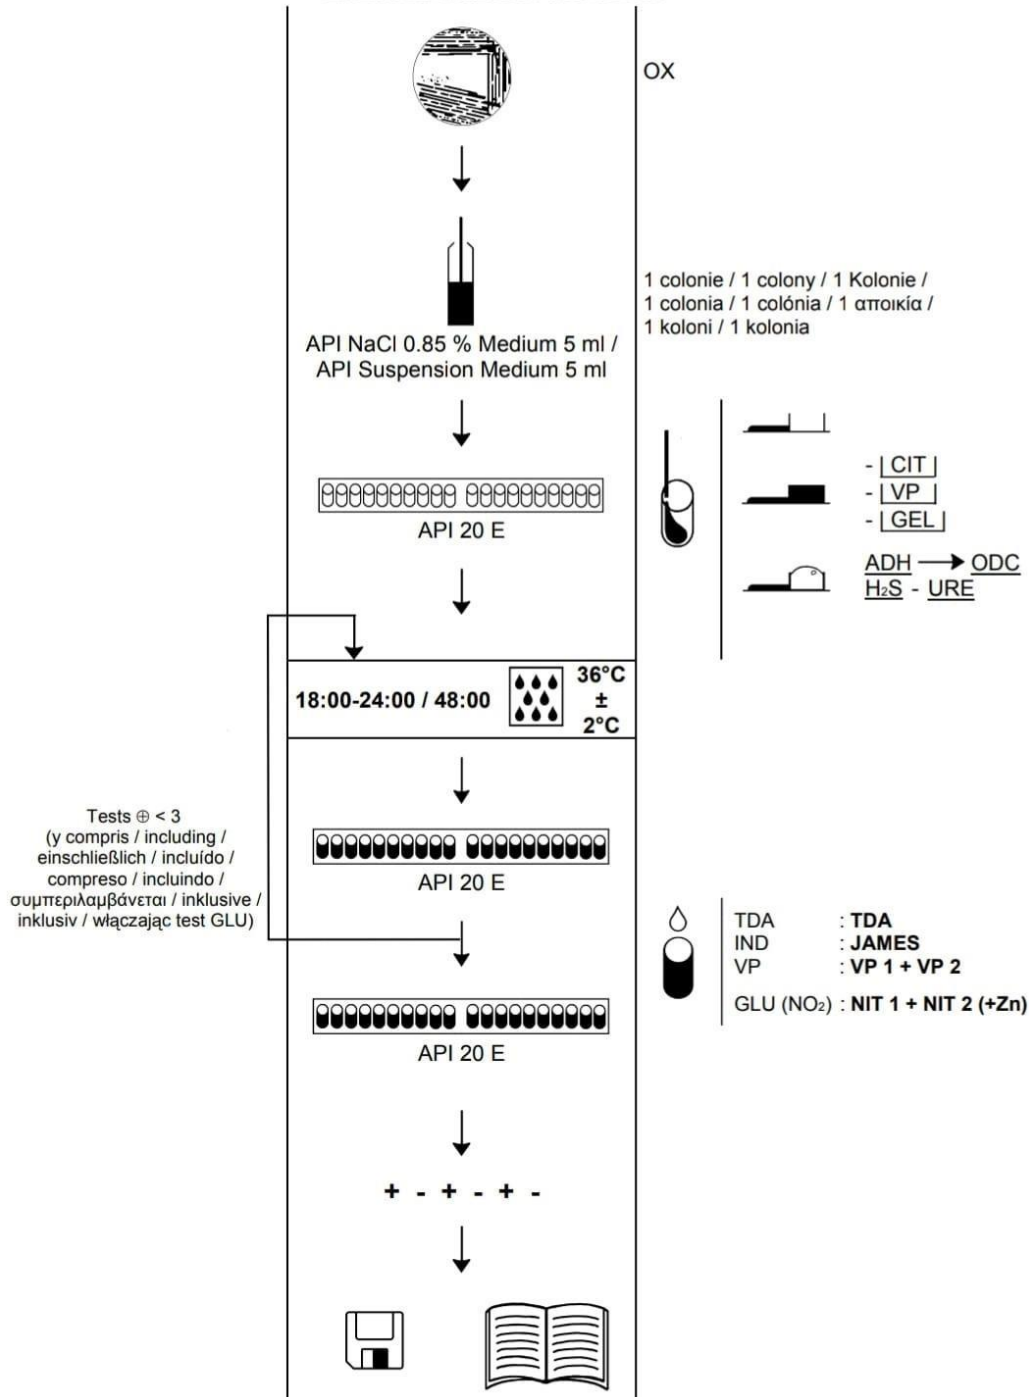 OX
1 colonie / 1 colony / 1 Kolonie /
1 colonia / 1 colónia / 1 αποικία /
1 koloni / 1 kolonia
API NaCl 0.85 % Medium 5 ml /
API Suspension Medium 5 ml
API 20 E
- | CIT |
- | VP |
- | GEL |
ADH → ODC
H₂S - URE
18:00-24:00 / 48:00
36°C
±
2°C
Tests ⊕ < 3
(y compris / including /
einschließlich / incluído /
compreso / incluindo /
συμπεριλαμβάνεται / inklusive /
inklusiv / włączając test GLU)
API 20 E
TDA : TDA
IND : JAMES
VP : VP 1 + VP 2
GLU (NO₂) : NIT 1 + NIT 2 (+Zn)
API 20 E
+ - + - + -